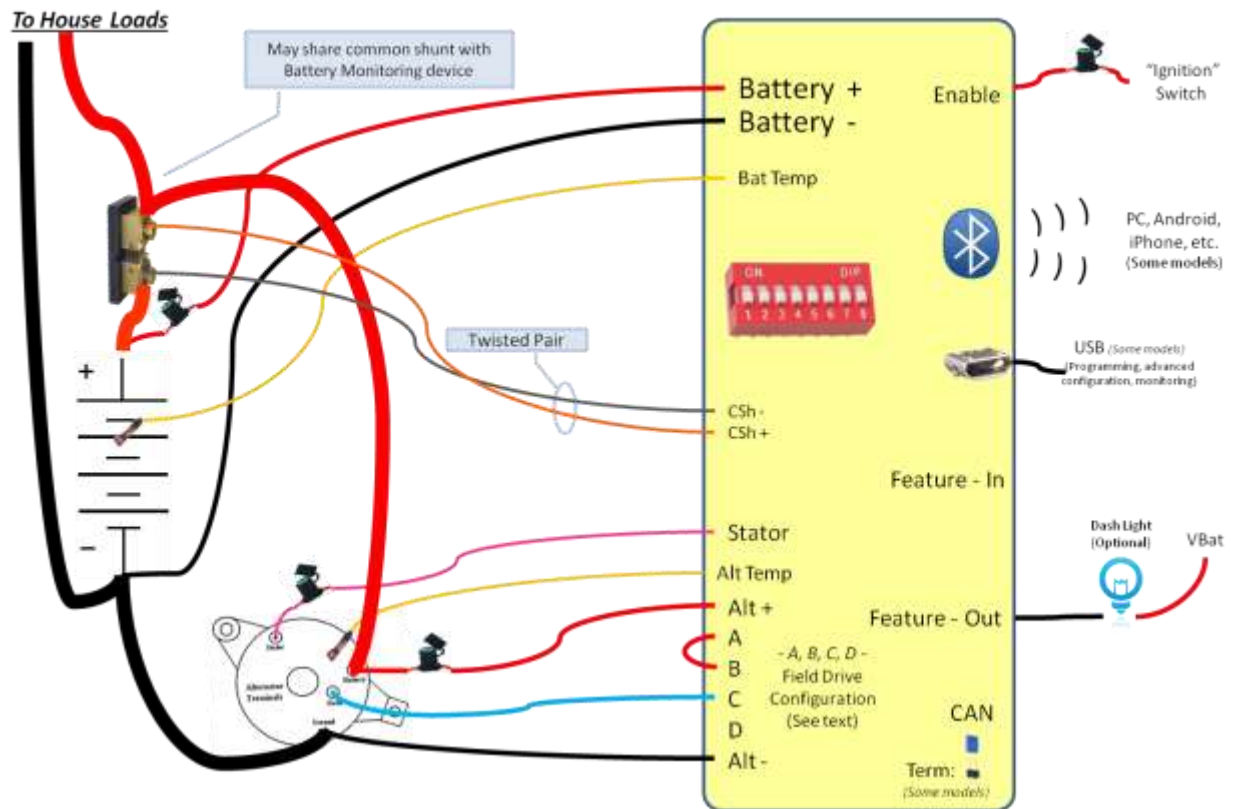 To House Loads
May share common shunt with
Battery Monitoring device
Battery +
Battery -
Bat Temp
Enable
"Ignition"
Switch
PC, Android,
iPhone, etc.
(Some models)
ON DIP
1 2 3 4 5 6 7 8
USB (Some models)
(Programming, advanced
configuration, monitoring)
Twisted Pair
CSh -
CSh +
Feature - In
+
−
Stator
Alt Temp
Alt +
A
B
C
D
Alt -
- A, B, C, D -
Field Drive
Configuration
(See text)
Dash Light
(Optional)
VBat
Feature - Out
CAN
Term:
(Some models)
Alternator
Terminals